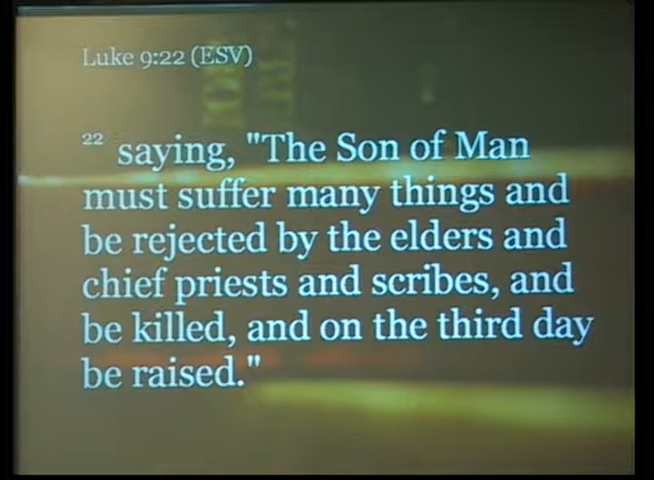 Luke 9:22 (ESV)
22 saying, "The Son of Man
must suffer many things and
be rejected by the elders and
chief priests and scribes, and
be killed, and on the third day
be raised."